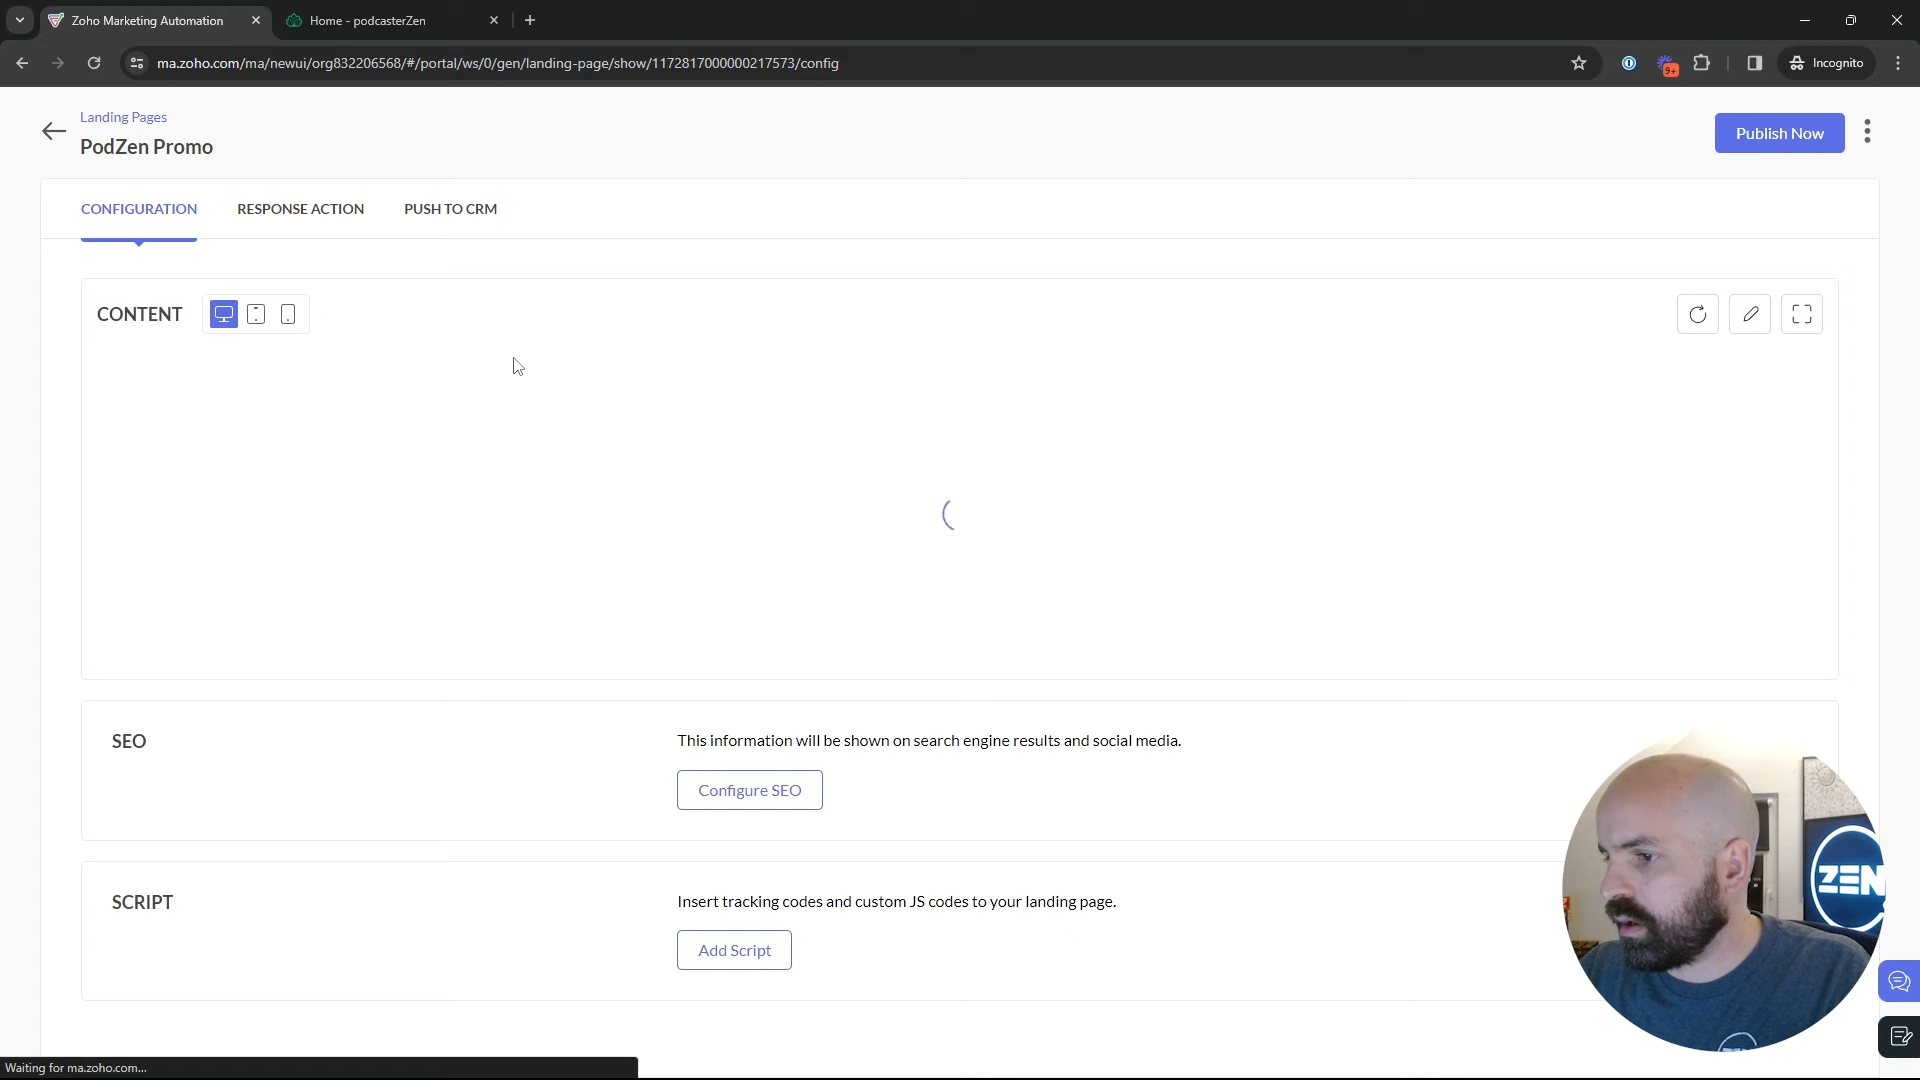 Zoho Marketing Automation
Home - podcasterZen
ma.zoho.com/ma/newui/org832206568/#/portal/ws/0/gen/landing-page/show/1172817000000217573/config
9+
Incognito
Landing Pages
PodZen Promo
Publish Now
CONFIGURATION
RESPONSE ACTION
PUSH TO CRM
CONTENT
SEO
This information will be shown on search engine results and social media.
Configure SEO
SCRIPT
Insert tracking codes and custom JS codes to your landing page.
Add Script
ZEN
Waiting for ma.zoho.com...